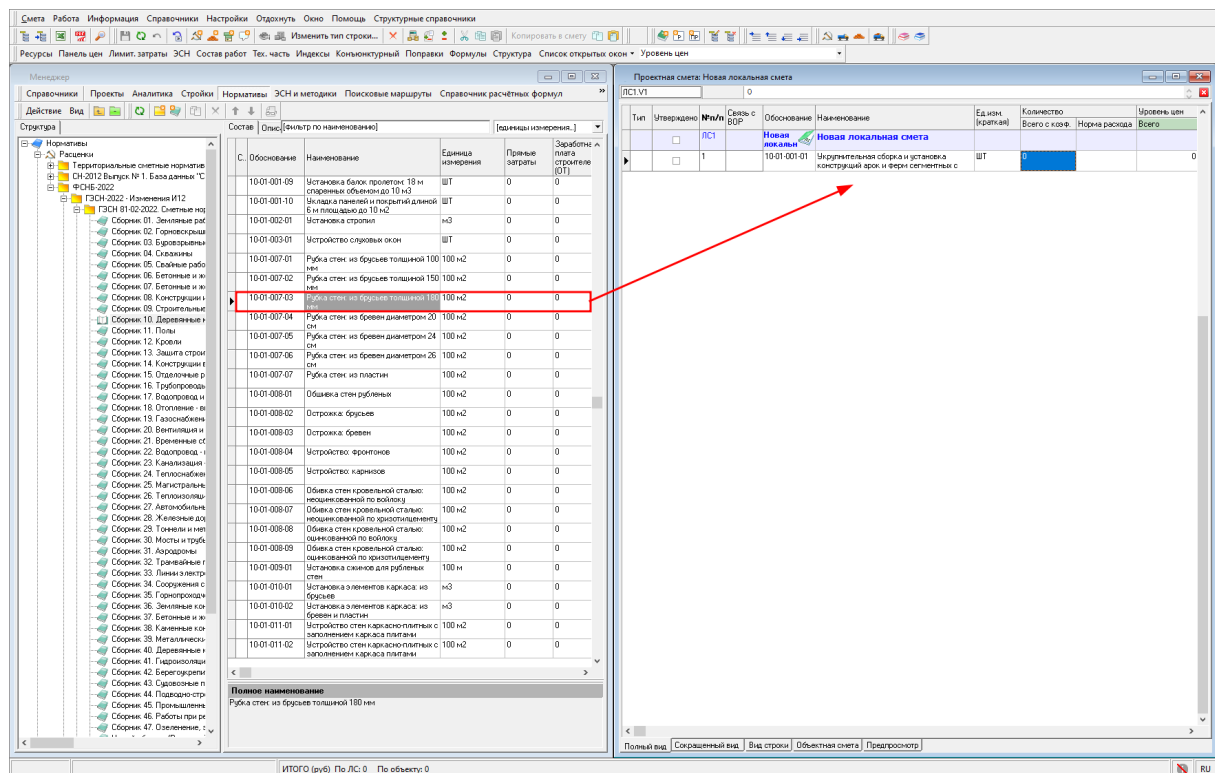 Смета Работа Информация Справочники Настройки Отдохнуть Окно Помощь Структурные справочники
Изменить тип строки... Копировать в смету
Ресурсы Панель цен Лимит. затраты ЭСН Состав работ Тех. часть Индексы Конъюнктурный Поправки Формулы Структура Список открытых окон Уровень цен
Менеджер
Справочники Проекты Аналитика Стройки Нормативы ЭСН и методики Поисковые маршруты Справочник расчётных формул »
Действие Вид
Структура
Нормативы
Расценки
Территориальные сметные норматив
СН-2012 Выпуск № 1. База данных "С
ФСНБ-2022
ГЭСН-2022 - Изменения И12
ГЭСН 81-02-2022. Сметные нор
Сборник 01. Земляные раб
Сборник 02. Горновскрыш
Сборник 03. Буровзрывны
Сборник 04. Скважины
Сборник 05. Свайные рабо
Сборник 06. Бетонные и ж
Сборник 07. Бетонные и ж
Сборник 08. Конструкции и
Сборник 09. Строительные
Сборник 10. Деревянные к
Сборник 11. Полы
Сборник 12. Кровли
Сборник 13. Защита строи
Сборник 14. Конструкции в
Сборник 15. Отделочные р
Сборник 16. Трубопроводы
Сборник 17. Водопровод и
Сборник 18. Отопление - в
Сборник 19. Газоснабжени
Сборник 20. Вентиляция и
Сборник 21. Временные сб
Сборник 22. Водопровод -
Сборник 23. Канализация
Сборник 24. Теплоснабжен
Сборник 25. Магистральны
Сборник 26. Теплоизоляци
Сборник 27. Автомобильны
Сборник 28. Железные дор
Сборник 29. Тоннели и мет
Сборник 30. Мосты и трубы
Сборник 31. Аэродромы
Сборник 32. Трамвайные п
Сборник 33. Линии электр
Сборник 34. Сооружения с
Сборник 35. Горнопроходч
Сборник 36. Земляные кон
Сборник 37. Бетонные и ж
Сборник 38. Каменные кон
Сборник 39. Металлически
Сборник 40. Деревянные к
Сборник 41. Гидроизоляци
Сборник 42. Берегоукрепи
Сборник 43. Судовозные п
Сборник 44. Подводно-стр
Сборник 45. Промышленны
Сборник 46. Работы при ре
Сборник 47. Озеленение, з
Состав Опис [Фильтр по наименованию] [единицы измерения..]
С.. Обоснование Наименование Единица измерения Прямые затраты Заработна плата строителе (ОТ)
10-01-001-09 Установка балок пролетом: 18 м спаренных объемом до 10 м3 ШТ 0 0
10-01-001-10 Укладка панелей и покрытий длиной 6 м площадью до 10 м2 ШТ 0 0
10-01-002-01 Установка стропил м3 0 0
10-01-003-01 Устройство слуховых окон ШТ 0 0
10-01-007-01 Рубка стен: из брусьев толщиной 100 мм 100 м2 0 0
10-01-007-02 Рубка стен: из брусьев толщиной 150 мм 100 м2 0 0
10-01-007-03 Рубка стен: из брусьев толщиной 180 мм 100 м2 0 0
10-01-007-04 Рубка стен: из бревен диаметром 20 см 100 м2 0 0
10-01-007-05 Рубка стен: из бревен диаметром 24 см 100 м2 0 0
10-01-007-06 Рубка стен: из бревен диаметром 26 см 100 м2 0 0
10-01-007-07 Рубка стен: из пластин 100 м2 0 0
10-01-008-01 Обшивка стен рубленых 100 м2 0 0
10-01-008-02 Острожка: брусьев 100 м2 0 0
10-01-008-03 Острожка: бревен 100 м2 0 0
10-01-008-04 Устройство: фронтонов 100 м2 0 0
10-01-008-05 Устройство: карнизов 100 м2 0 0
10-01-008-06 Обивка стен кровельной сталью: неоцинкованной по войлоку 100 м2 0 0
10-01-008-07 Обивка стен кровельной сталью: неоцинкованной по хризотилцементу 100 м2 0 0
10-01-008-08 Обивка стен кровельной сталью: оцинкованной по войлоку 100 м2 0 0
10-01-008-09 Обивка стен кровельной сталью: оцинкованной по хризотилцементу 100 м2 0 0
10-01-009-01 Установка сжимов для рубленых стен 100 м 0 0
10-01-010-01 Установка элементов каркаса: из брусьев м3 0 0
10-01-010-02 Установка элементов каркаса: из бревен и пластин м3 0 0
10-01-011-01 Устройство стен каркасно-плитных с заполнением каркаса плитами 100 м2 0 0
10-01-011-02 Устройство стен каркасно-плитных с заполнением каркаса плитами 100 м2 0 0
Полное наименование
Рубка стен: из брусьев толщиной 180 мм
Проектная смета: Новая локальная смета
ЛС1.V1 0
Тип Утверждено №п/п Связь с ВОР Обоснование Наименование Ед.изм. (краткая) Количество Всего с коэф. Норма расхода Уровень цен Всего
ЛС1 Новая локальн Новая локальная смета
1 10-01-001-01 Укрупнительная сборка и установка конструкций арок и ферм сегментных с ШТ 0 0
Полный вид Сокращенный вид Вид строки Объектная смета Предпросмотр
ИТОГО (руб) По ЛС: 0 По объекту: 0 RU